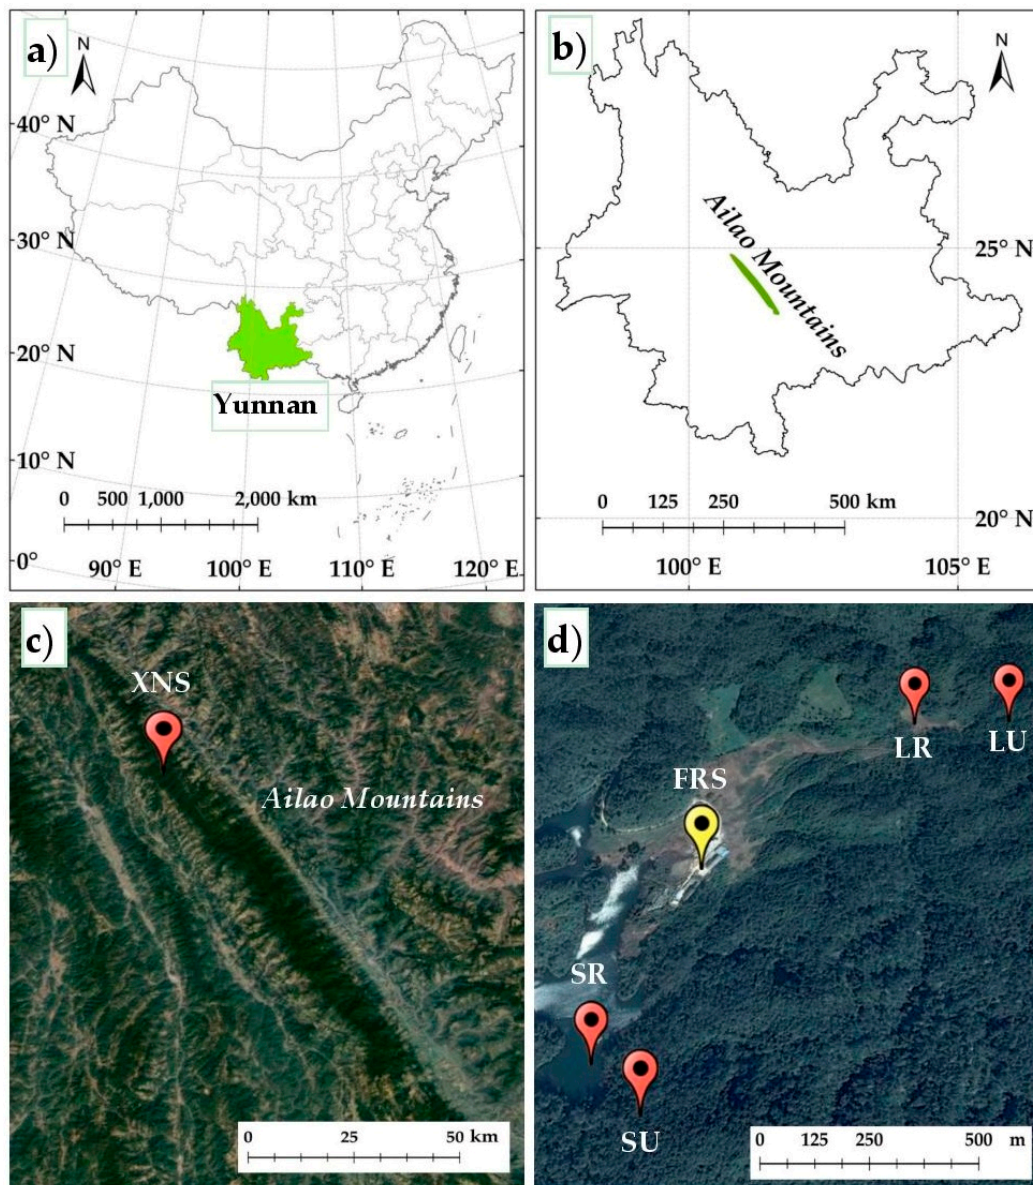 a)
N
40° N
30° N
20° N
10° N
0°
Yunnan
0 500 1,000 2,000 km
90° E 100° E 110° E 120° E
b)
N
Ailao Mountains
25° N
20° N
0 125 250 500 km
100° E 105° E
c)
XNS
Ailao Mountains
0 25 50 km
d)
LR
LU
FRS
SR
SU
0 125 250 500 m